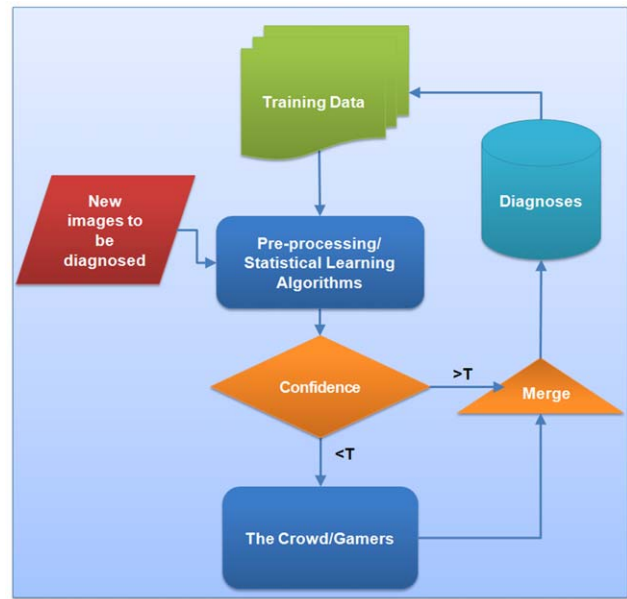 Training Data
New
images to
be
diagnosed
Pre-processing/
Statistical Learning
Algorithms
Diagnoses
Confidence
>T
Merge
<T
The Crowd/Gamers